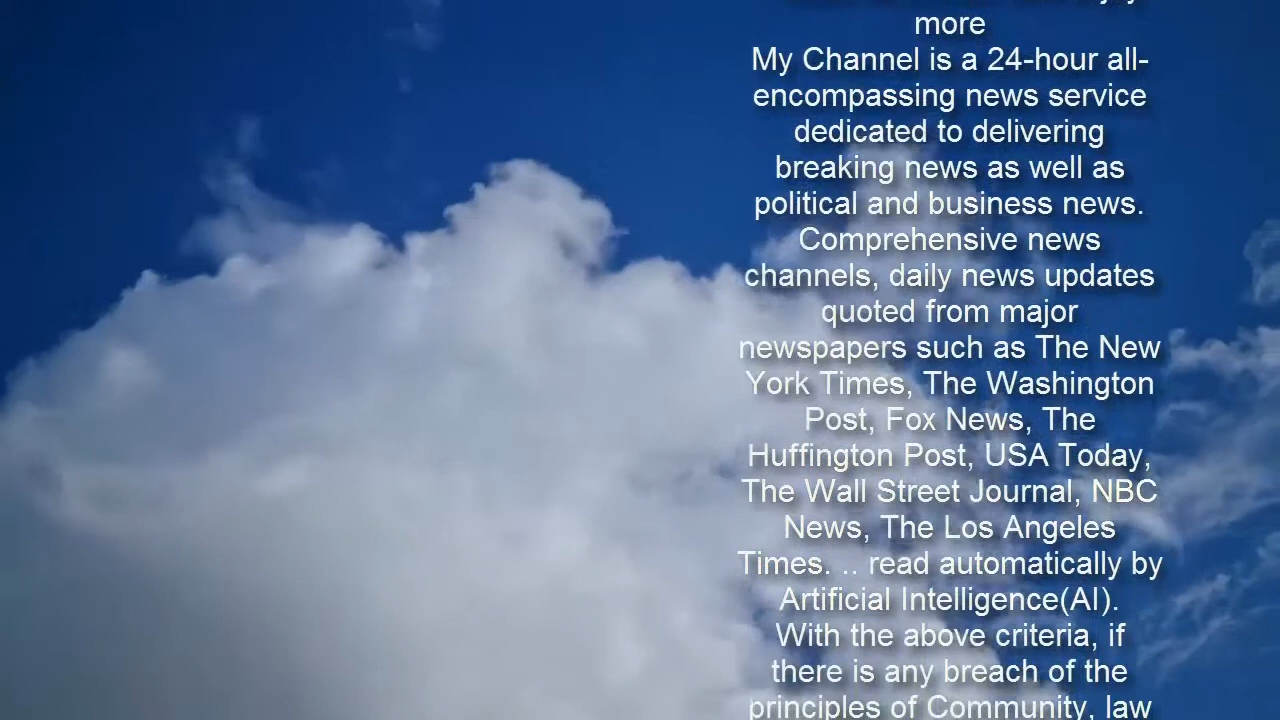 more
My Channel is a 24-hour all-
encompassing news service
dedicated to delivering
breaking news as well as
political and business news.
Comprehensive news
channels, daily news updates
quoted from major
newspapers such as The New
York Times, The Washington
Post, Fox News, The
Huffington Post, USA Today,
The Wall Street Journal, NBC
News, The Los Angeles
Times. .. read automatically by
Artificial Intelligence(AI).
With the above criteria, if
there is any breach of the
principles of Community, law